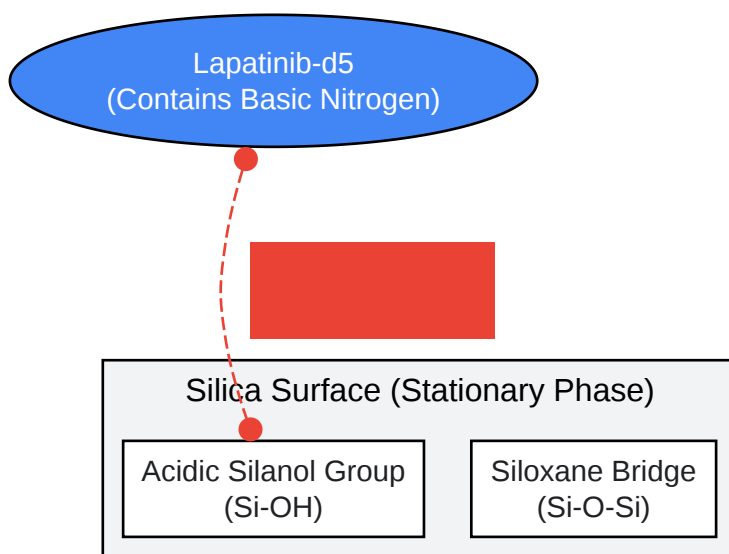 Lapatinib-d5
(Contains Basic Nitrogen)
Silica Surface (Stationary Phase)
Acidic Silanol Group
(Si-OH)
Siloxane Bridge
(Si-O-Si)